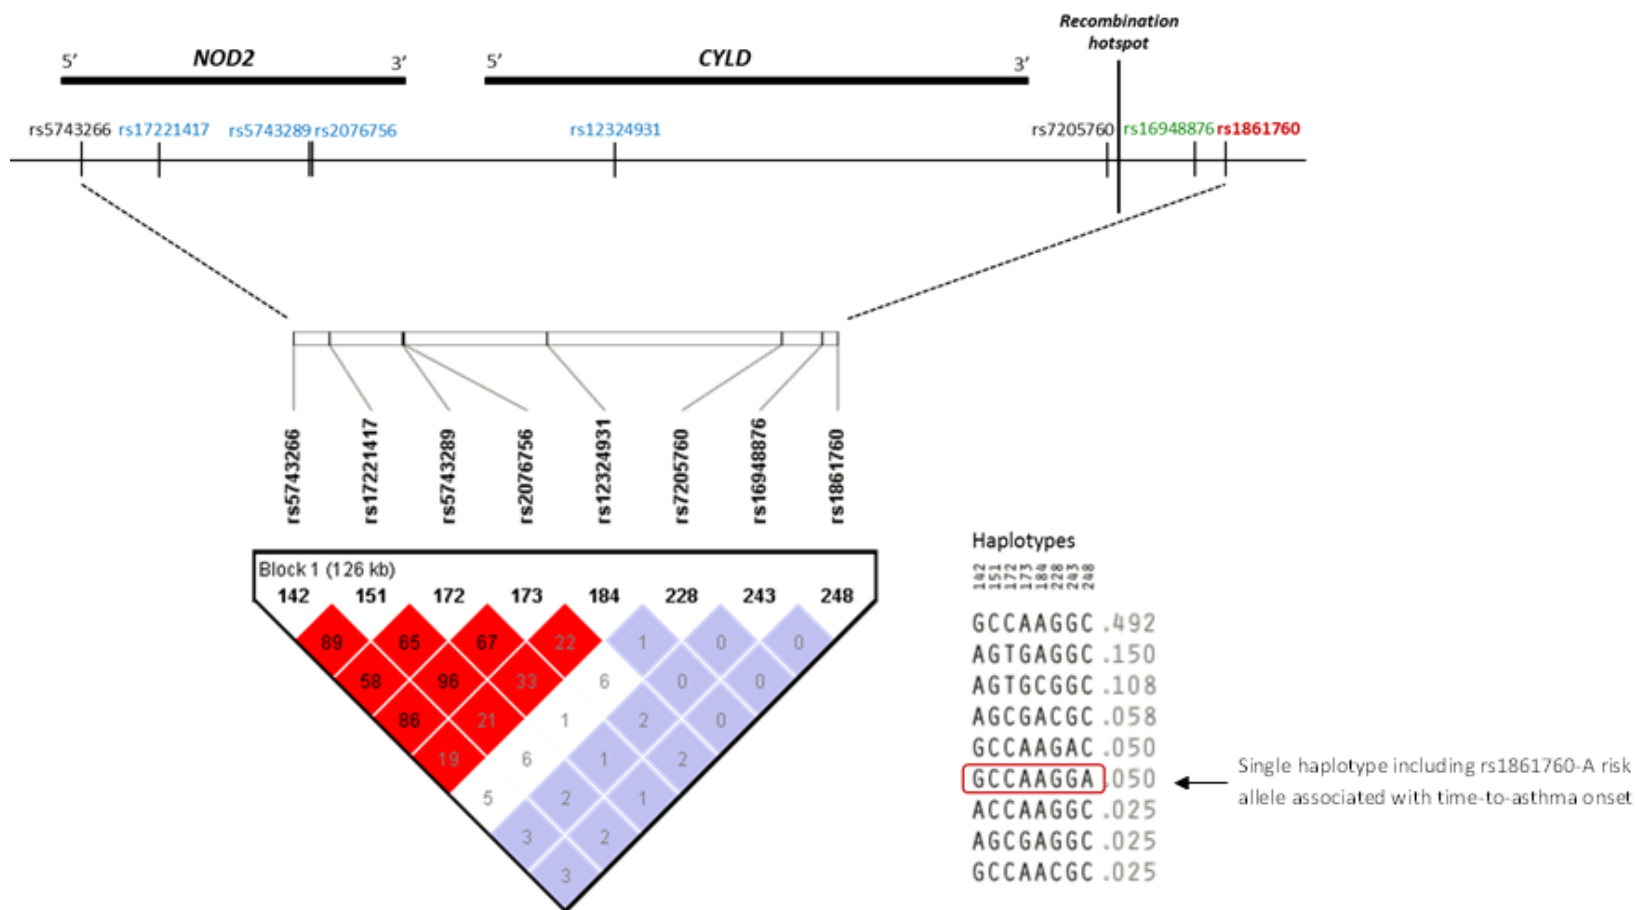 Recombination
hotspot
5’ NOD2 3’ 5’ CYLD 3’
rs5743266 rs17221417 rs5743289 rs2076756 rs12324931 rs7205760 rs16948876 rs1861760
rs5743266
rs17221417
rs5743289
rs2076756
rs12324931
rs7205760
rs16948876
rs1861760
Block 1 (126 kb)
142 151 172 173 184 228 243 248
89 65 67 22 1 0 0
58 96 33 6 0 0
86 21 1 2 0
19 6 1 2
5 2 1
3 2
3
Haplotypes
142 151 172 173 184 228 243 248
GCCAAGGC .492
AGTGAGGC .150
AGTGCGGC .108
AGCGACGC .058
GCCAAGAC .050
GCCAAGGA .050
ACCAAGGC .025
AGCGAGGC .025
GCCAACGC .025
Single haplotype including rs1861760-A risk
allele associated with time-to-asthma onset